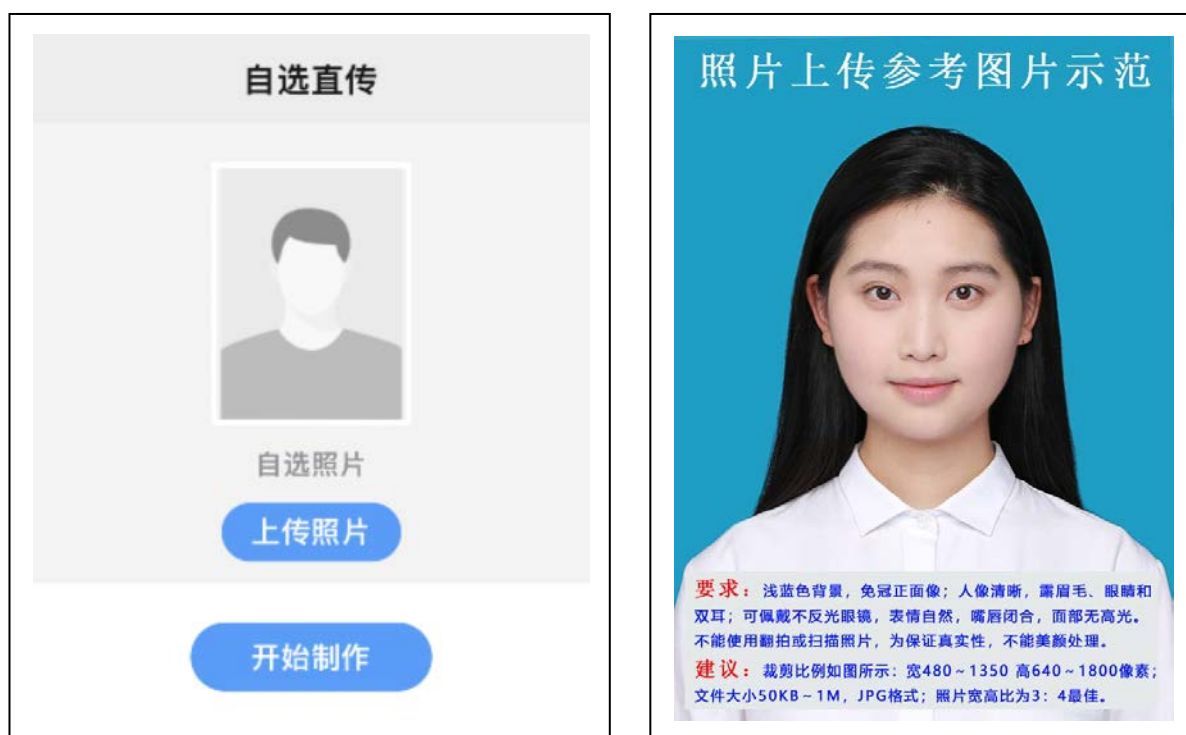 自选直传
自选照片
上传照片
开始制作
照片上传参考图片示范
要求：浅蓝色背景，免冠正面像；人像清晰，露眉毛、眼睛和
双耳；可佩戴不反光眼镜，表情自然，嘴唇闭合，面部无高光。
不能使用翻拍或扫描照片，为保证真实性，不能美颜处理。
建议：裁剪比例如图所示：宽480~1350 高640~1800像素；
文件大小50KB~1M，JPG格式；照片宽高比为3：4最佳。